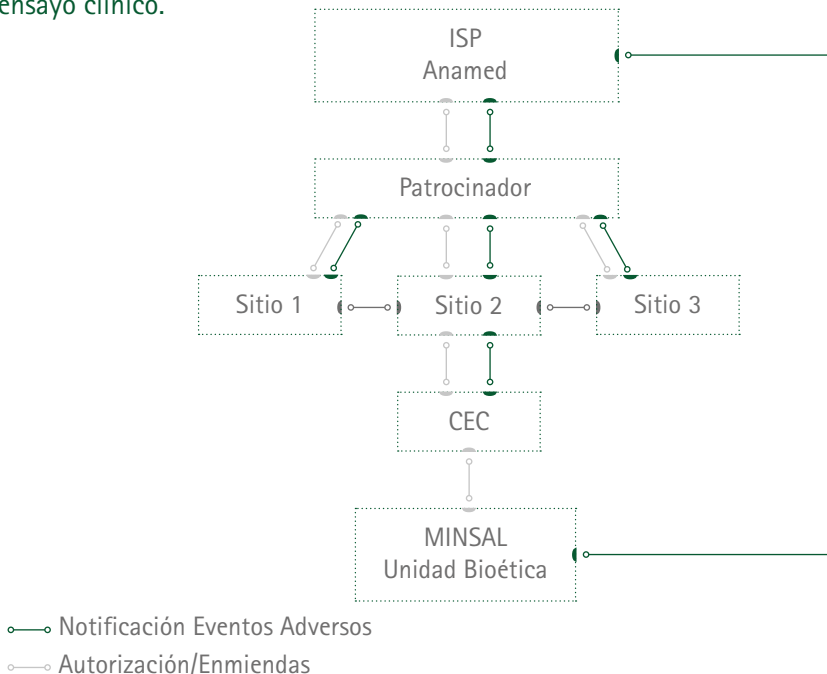 ensayo clínico.
ISP
Anamed
Patrocinador
Sitio 1
Sitio 2
Sitio 3
CEC
MINSAL
Unidad Bioética
Notificación Eventos Adversos
Autorización/Enmiendas